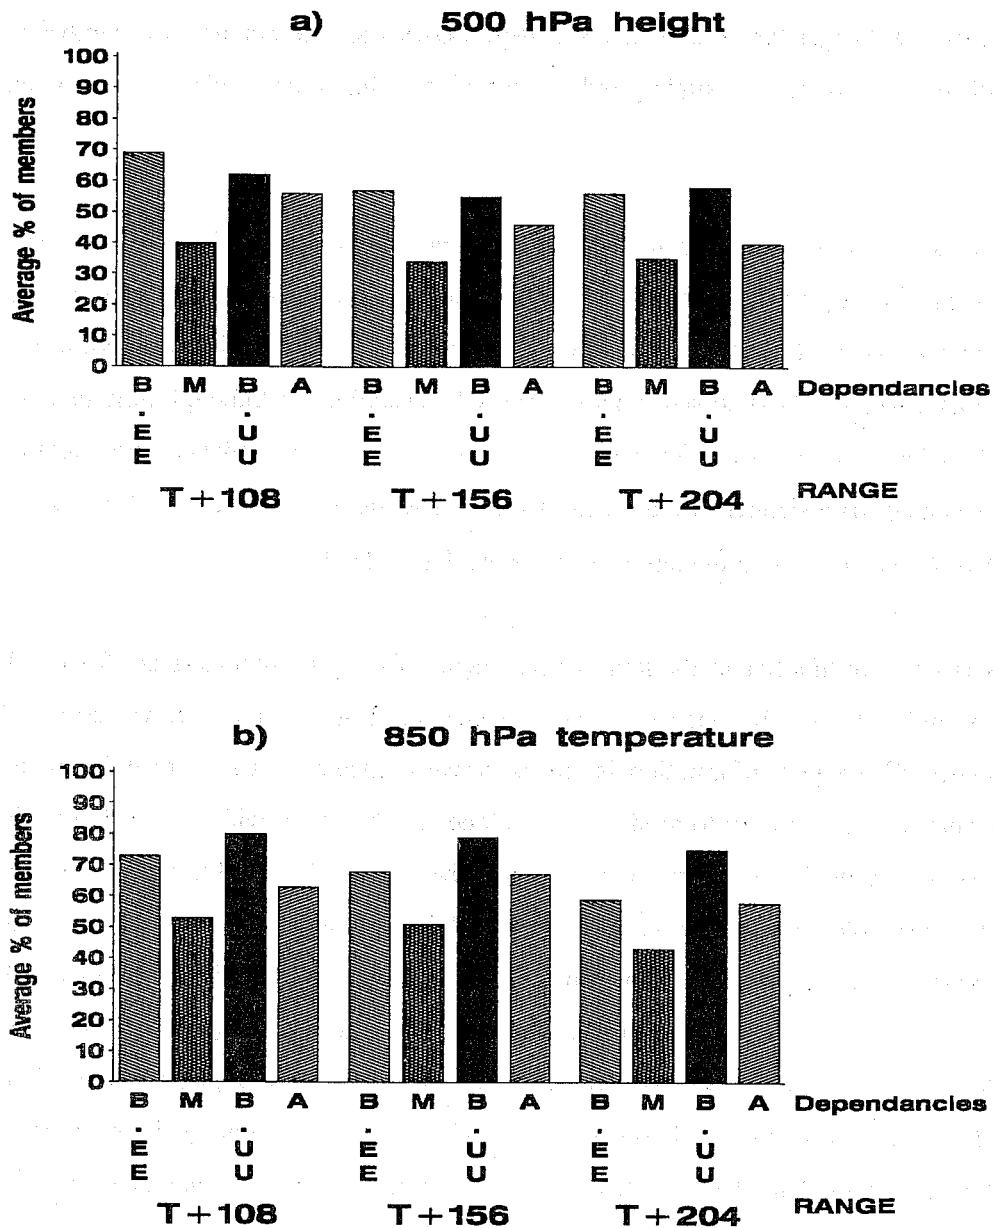 a) 500 hPa height
Average % of members
100
90
80
70
60
50
40
30
20
10
0
B M B A B M B A B M B A Dependancies
. . . . . .
E U E U E U
E U E U E U
T+108 T+156 T+204 RANGE
b) 850 hPa temperature
Average % of members
100
90
80
70
60
50
40
30
20
10
0
B M B A B M B A B M B A Dependancies
. . . . . .
E U E U E U
E U E U E U
T+108 T+156 T+204 RANGE